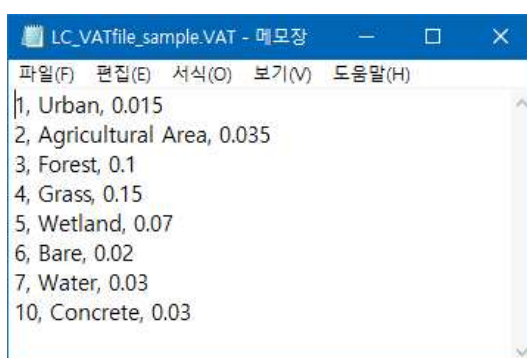 LC_VATfile_sample.VAT - 메모장
파일(F) 편집(E) 서식(O) 보기(V) 도움말(H)
1, Urban, 0.015
2, Agricultural Area, 0.035
3, Forest, 0.1
4, Grass, 0.15
5, Wetland, 0.07
6, Bare, 0.02
7, Water, 0.03
10, Concrete, 0.03